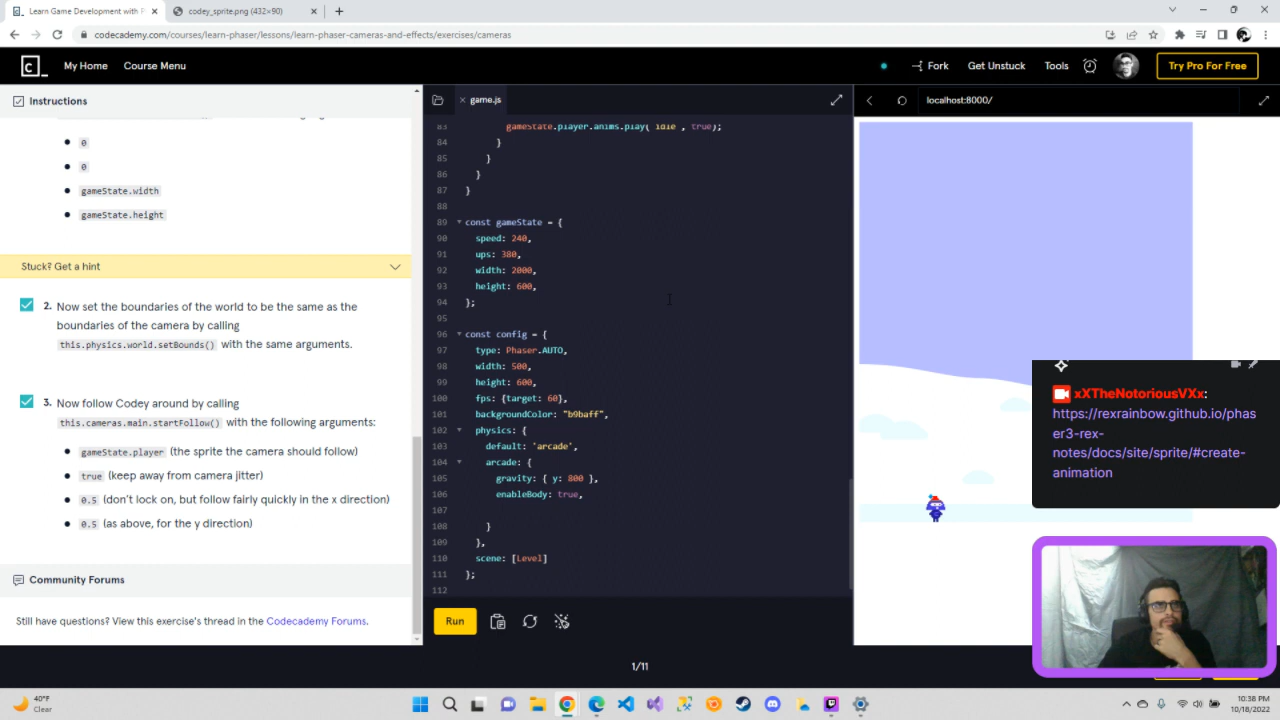 Learn Game Development with P
codey_sprite.png (432×90)
codecademy.com/courses/learn-phaser/lessons/learn-phaser-cameras-and-effects/exercises/cameras
My Home
Course Menu
Fork
Get Unstuck
Tools
Try Pro For Free
Instructions
0
0
gameState.width
gameState.height
Stuck? Get a hint
2. Now set the boundaries of the world to be the same as the
boundaries of the camera by calling
this.physics.world.setBounds() with the same arguments.
3. Now follow Codey around by calling
this.cameras.main.startFollow() with the following arguments:
gameState.player (the sprite the camera should follow)
true (keep away from camera jitter)
0.5 (don't lock on, but follow fairly quickly in the x direction)
0.5 (as above, for the y direction)
Community Forums
Still have questions? View this exercise's thread in the Codecademy Forums.
game.js
83 gameState.player.anims.play('idle', true);
84 }
85 }
86 }
87 }
88
89 const gameState = {
90 speed: 240,
91 ups: 380,
92 width: 2000,
93 height: 600,
94 };
95
96 const config = {
97 type: Phaser.AUTO,
98 width: 500,
99 height: 600,
100 fps: {target: 60},
101 backgroundColor: "b9baff",
102 physics: {
103 default: 'arcade',
104 arcade: {
105 gravity: { y: 800 },
106 enableBody: true,
107
108 }
109 },
110 scene: [Level]
111 };
112
Run
1/11
localhost:8000/
xXTheNotoriousVXx:
https://rexrainbow.github.io/phas
er3-rex-
notes/docs/site/sprite/#create-
animation
40°F
Clear
10:38 PM
10/18/2022